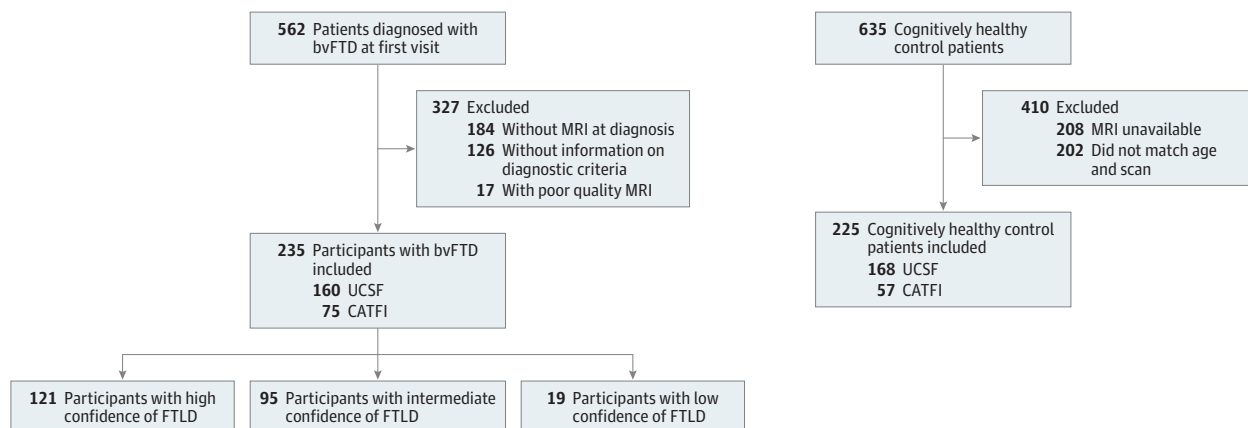 562 Patients diagnosed with
bvFTD at first visit
327 Excluded
184 Without MRI at diagnosis
126 Without information on
diagnostic criteria
17 With poor quality MRI
235 Participants with bvFTD
included
160 UCSF
75 CATFI
121 Participants with high
confidence of FTLD
95 Participants with intermediate
confidence of FTLD
19 Participants with low
confidence of FTLD
635 Cognitively healthy
control patients
410 Excluded
208 MRI unavailable
202 Did not match age
and scan
225 Cognitively healthy control
patients included
168 UCSF
57 CATFI